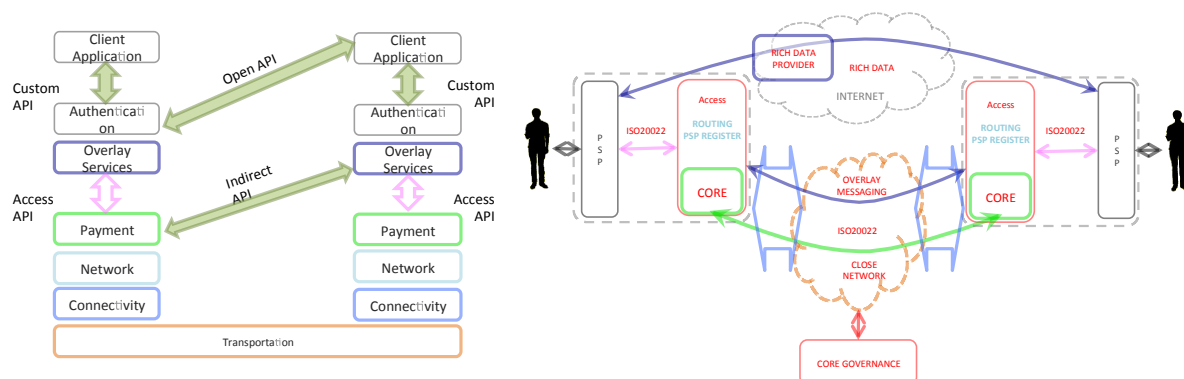 Client
Application
Custom
API
Authenticati
on
Overlay
Services
Access
API
Payment
Network
Connectivity
Transportation
Open API
Indirect
API
Client
Application
Custom
API
Authenticati
on
Overlay
Services
Access
API
Payment
Network
Connectivity
RICH DATA
PROVIDER
RICH DATA
INTERNET
P
S
P
ISO20022
Access
ROUTING
PSP REGISTER
CORE
OVERLAY
MESSAGING
ISO20022
CLOSE
NETWORK
CORE GOVERNANCE
Access
ROUTING
PSP REGISTER
CORE
ISO20022
P
S
P